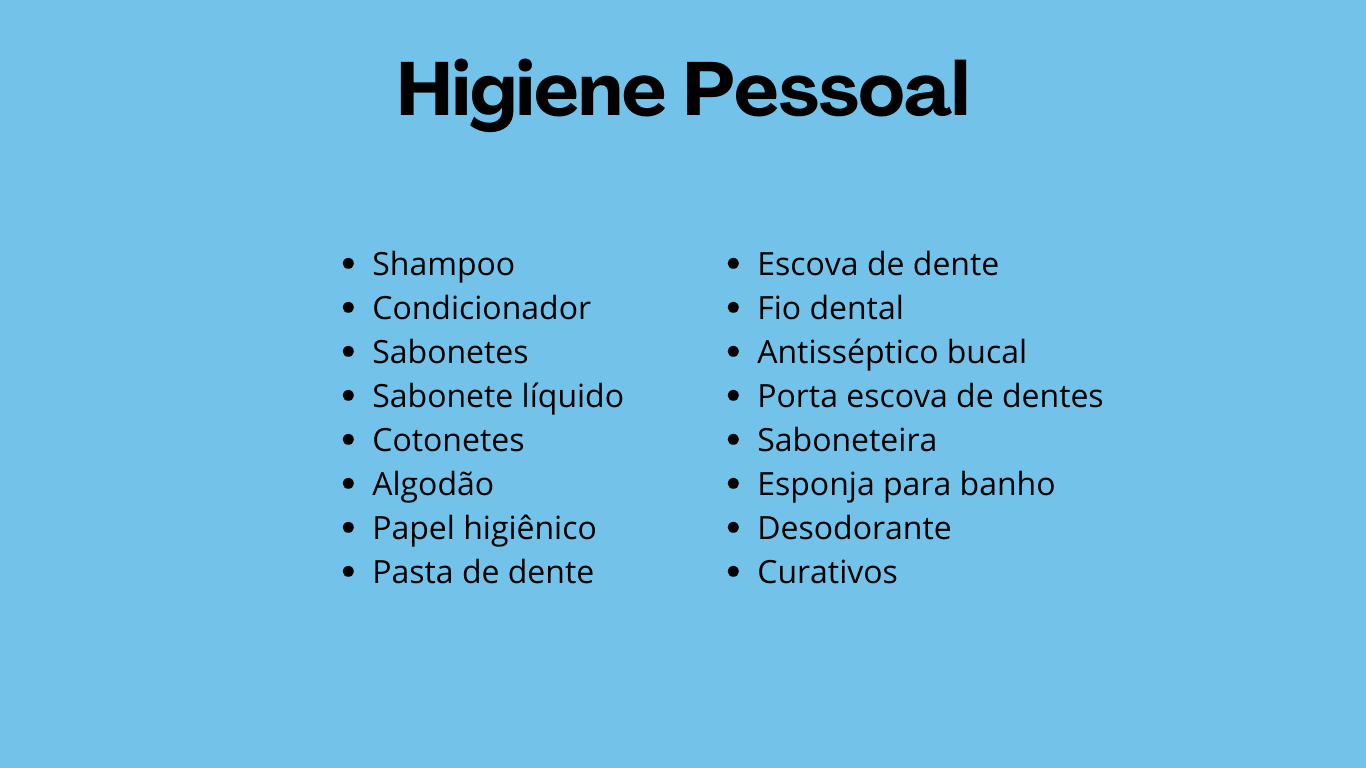 Higiene Pessoal
• Shampoo
• Condicionador
• Sabonetes
• Sabonete líquido
• Cotonetes
• Algodão
• Papel higiênico
• Pasta de dente
• Escova de dente
• Fio dental
• Antisséptico bucal
• Porta escova de dentes
• Saboneteira
• Esponja para banho
• Desodorante
• Curativos